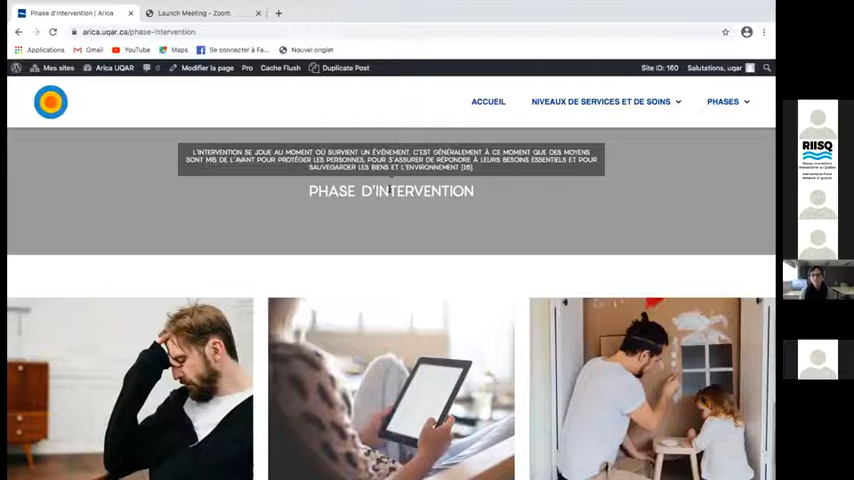 Phase d'intervention | Arica
Launch Meeting - Zoom
arica.uqar.ca/phase-intervention
Applications Gmail YouTube Maps Se connecter à Fa... Nouvel onglet
Mes sites Arica UQAR 0 Modifier la page Pro Cache Flush Duplicate Post Site ID: 160 Salutations, uqar
ACCUEIL NIVEAUX DE SERVICES ET DE SOINS PHASES
L'INTERVENTION SE JOUE AU MOMENT OÙ SURVIENT UN ÉVÉNEMENT. C'EST GÉNÉRALEMENT À CE MOMENT QUE DES MOYENS
SONT MIS DE L'AVANT POUR PROTÉGER LES PERSONNES, POUR S'ASSURER DE RÉPONDRE À LEURS BESOINS ESSENTIELS ET POUR
SAUVEGARDER LES BIENS ET L'ENVIRONNEMENT [16].
PHASE D'INTERVENTION
RIISQ